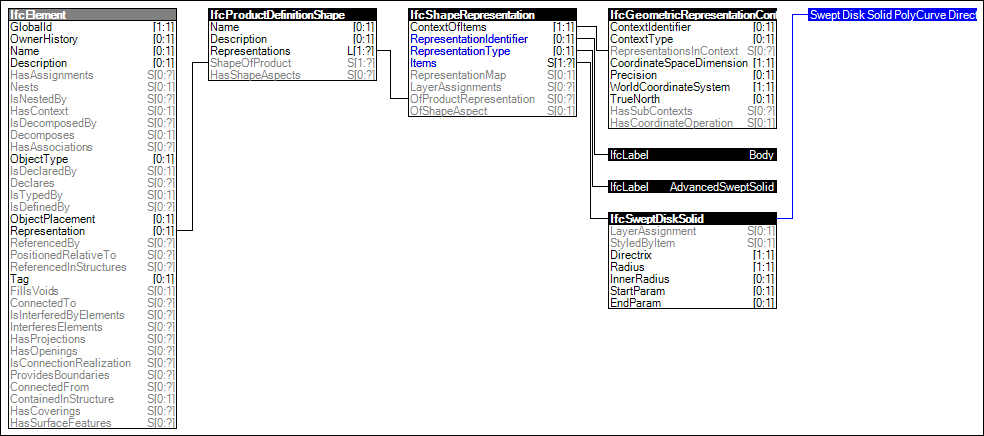 IfcElement
GlobalId [1:1]
OwnerHistory [0:1]
Name [0:1]
Description [0:1]
HasAssignments S[0:?]
Nests S[0:1]
IsNestedBy S[0:?]
HasContext S[0:1]
IsDecomposedBy S[0:?]
Decomposes S[0:1]
HasAssociations S[0:?]
ObjectType [0:1]
IsDeclaredBy S[0:1]
Declares S[0:?]
IsTypedBy S[0:1]
IsDefinedBy S[0:?]
ObjectPlacement [0:1]
Representation [0:1]
ReferencedBy S[0:?]
PositionedRelativeTo S[0:?]
ReferencedInStructures S[0:?]
Tag [0:1]
FillsVoids S[0:1]
ConnectedTo S[0:?]
IsInterferedByElements S[0:?]
InterferesElements S[0:?]
HasProjections S[0:?]
HasOpenings S[0:?]
IsConnectionRealization S[0:?]
ProvidesBoundaries S[0:?]
ConnectedFrom S[0:?]
ContainedInStructure S[0:1]
HasCoverings S[0:?]
HasSurfaceFeatures S[0:?]
IfcProductDefinitionShape
Name [0:1]
Description [0:1]
Representations L[1:?]
ShapeOfProduct S[1:?]
HasShapeAspects S[0:?]
IfcShapeRepresentation
ContextOfItems [1:1]
RepresentationIdentifier [0:1]
RepresentationType [0:1]
Items S[1:?]
RepresentationMap S[0:1]
LayerAssignments S[0:?]
OfProductRepresentation S[0:?]
OfShapeAspect S[0:1]
IfcGeometricRepresentationCont
ContextIdentifier [0:1]
ContextType [0:1]
RepresentationsInContext S[0:?]
CoordinateSpaceDimension [1:1]
Precision [0:1]
WorldCoordinateSystem [1:1]
TrueNorth [0:1]
HasSubContexts S[0:?]
HasCoordinateOperation S[0:1]
IfcLabel Body
IfcLabel AdvancedSweptSolid
IfcSweptDiskSolid
LayerAssignment S[0:1]
StyledByItem S[0:1]
Directrix [1:1]
Radius [1:1]
InnerRadius [0:1]
StartParam [0:1]
EndParam [0:1]
Swept Disk Solid PolyCurve Direct